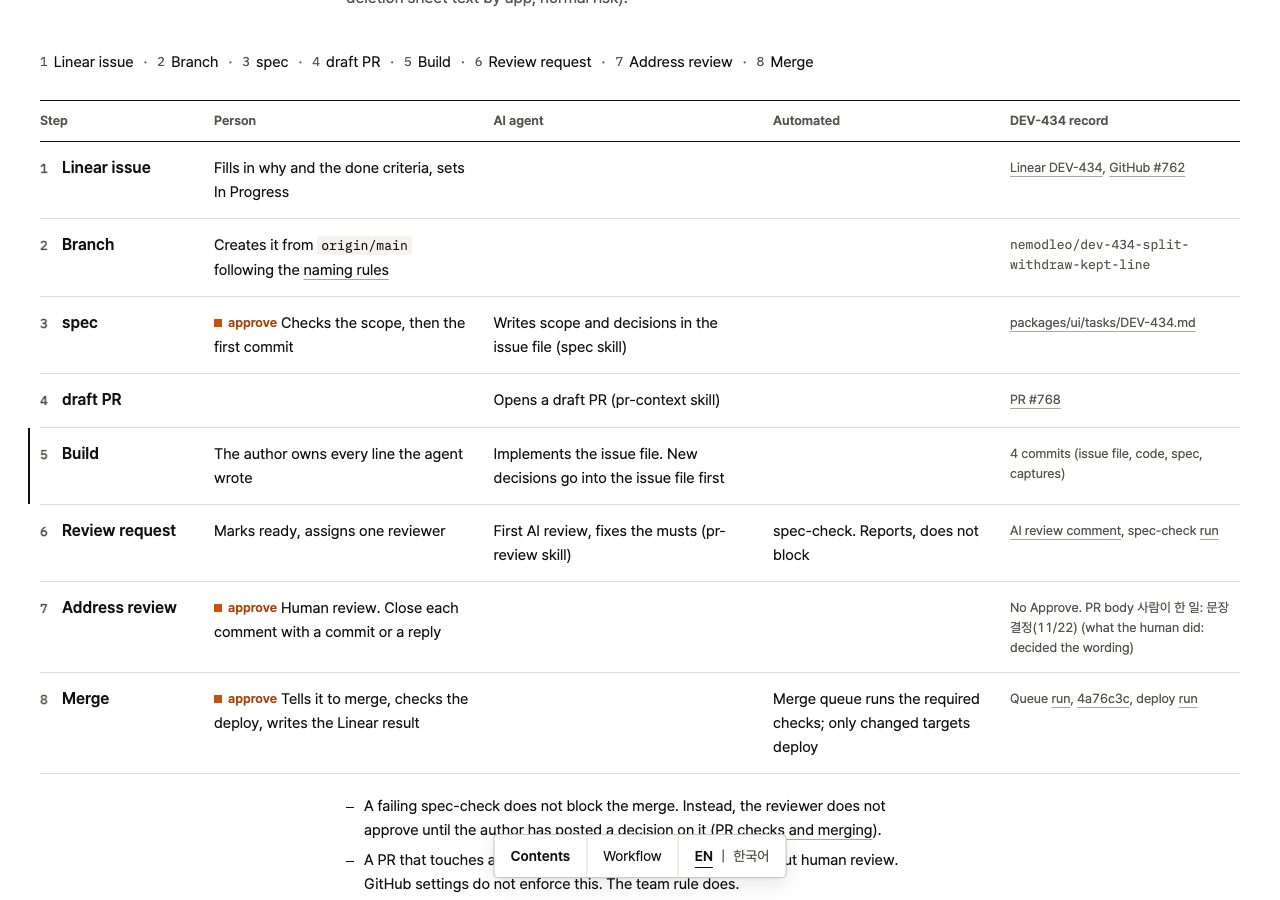 deletion sheet text by app, normal risk).
1 Linear issue · 2 Branch · 3 spec · 4 draft PR · 5 Build · 6 Review request · 7 Address review · 8 Merge
Step Person AI agent Automated DEV-434 record
1 Linear issue
Fills in why and the done criteria, sets
In Progress
Linear DEV-434, GitHub #762
2 Branch
Creates it from origin/main
following the naming rules
nemodleo/dev-434-split-
withdraw-kept-line
3 spec
approve Checks the scope, then the
first commit
Writes scope and decisions in the
issue file (spec skill)
packages/ui/tasks/DEV-434.md
4 draft PR
Opens a draft PR (pr-context skill)
PR #768
5 Build
The author owns every line the agent
wrote
Implements the issue file. New
decisions go into the issue file first
4 commits (issue file, code, spec,
captures)
6 Review request
Marks ready, assigns one reviewer
First AI review, fixes the musts (pr-
review skill)
spec-check. Reports, does not
block
AI review comment, spec-check run
7 Address review
approve Human review. Close each
comment with a commit or a reply
No Approve. PR body 사람이 한 일: 문장
결정(11/22) (what the human did:
decided the wording)
8 Merge
approve Tells it to merge, checks the
deploy, writes the Linear result
Merge queue runs the required
checks; only changed targets
deploy
Queue run, 4a76c3c, deploy run
– A failing spec-check does not block the merge. Instead, the reviewer does not
approve until the author has posted a decision on it (PR checks and merging).
– A PR that touches a
ut human review.
GitHub settings do not enforce this. The team rule does.
Contents Workflow EN | 한국어